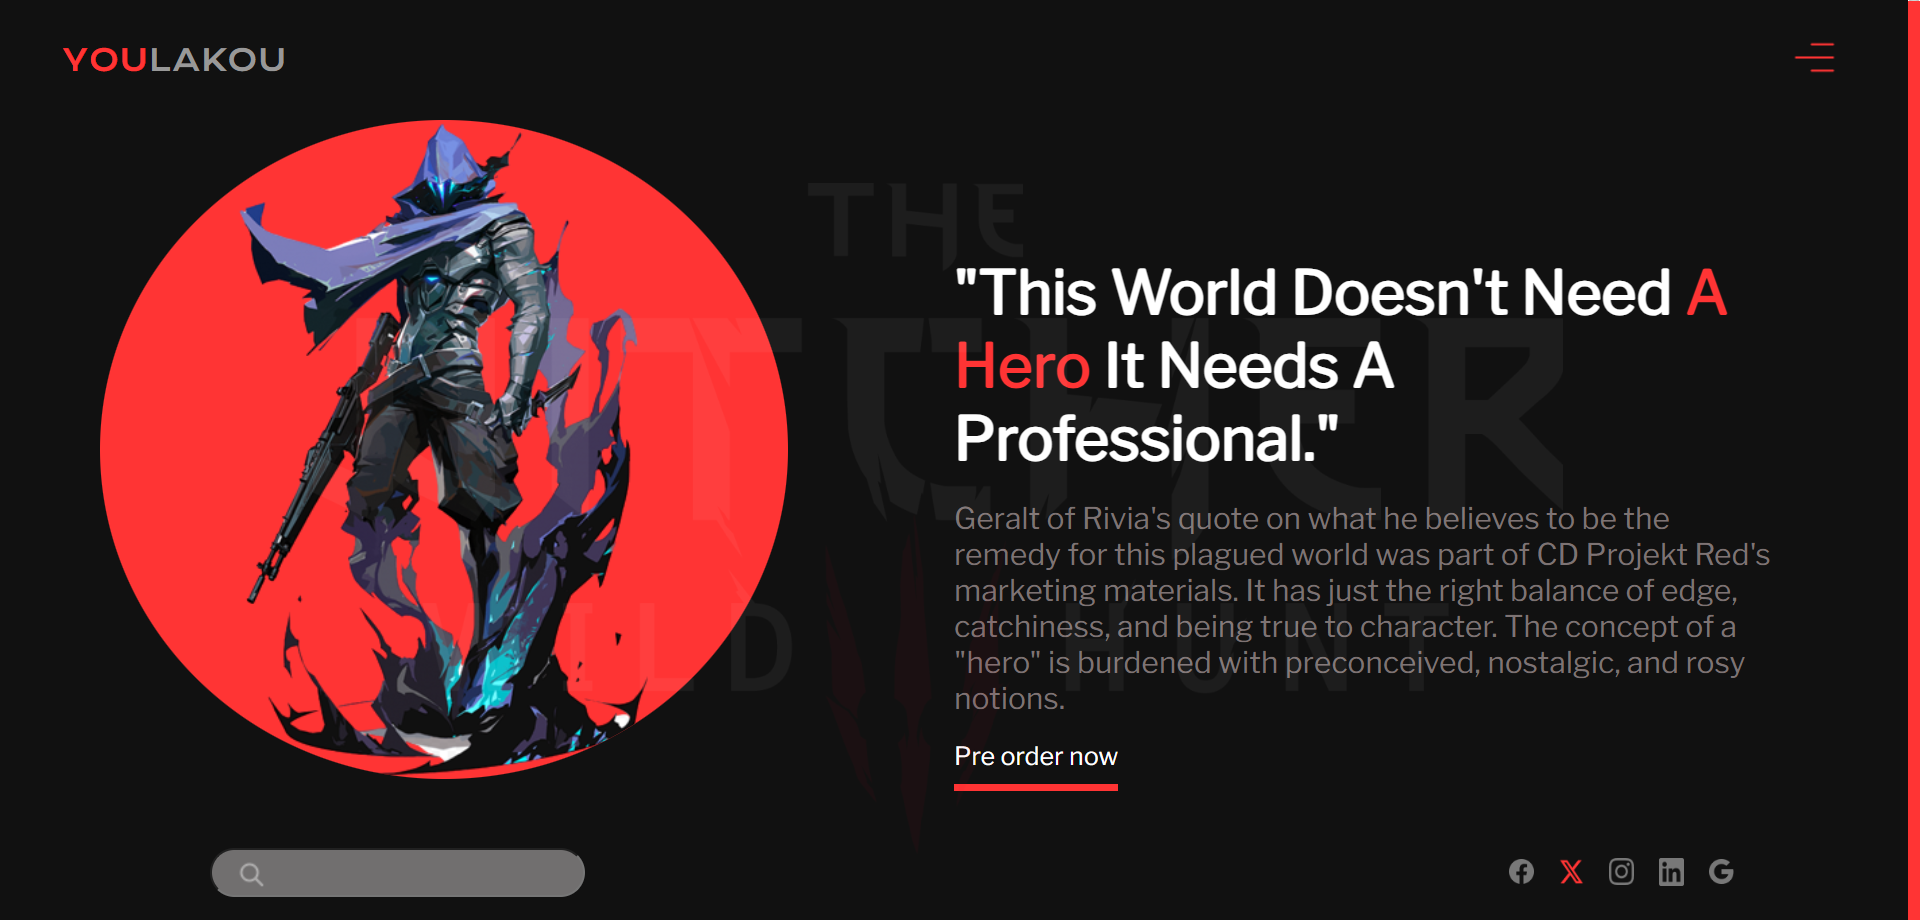 YOULAKOU
THE
WITCHER
"This World Doesn't Need A
Hero It Needs A
Professional."
WILD HUNT
Geralt of Rivia's quote on what he believes to be the
remedy for this plagued world was part of CD Projekt Red's
marketing materials. It has just the right balance of edge,
catchiness, and being true to character. The concept of a
"hero" is burdened with preconceived, nostalgic, and rosy
notions.
Pre order now